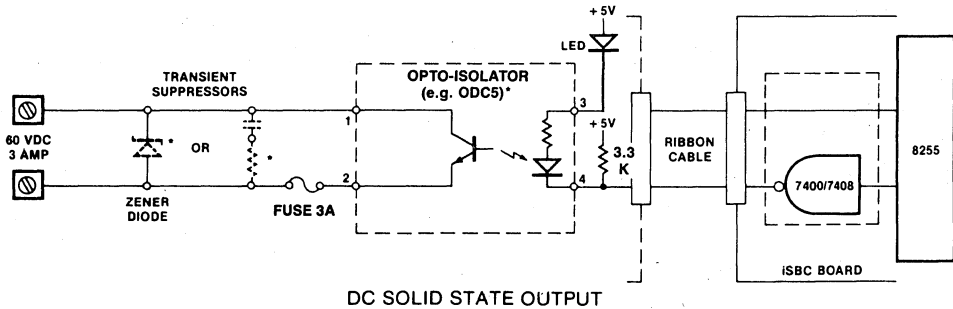 +5V
LED
TRANSIENT
SUPPRESSORS
OPTO-ISOLATOR
(e.g. ODC5)*
60 VDC
3 AMP
*
OR
*
1
2
3
4
+5V
3.3
K
RIBBON
CABLE
7400/7408
8255
ZENER
DIODE
FUSE 3A
iSBC BOARD
DC SOLID STATE OUTPUT